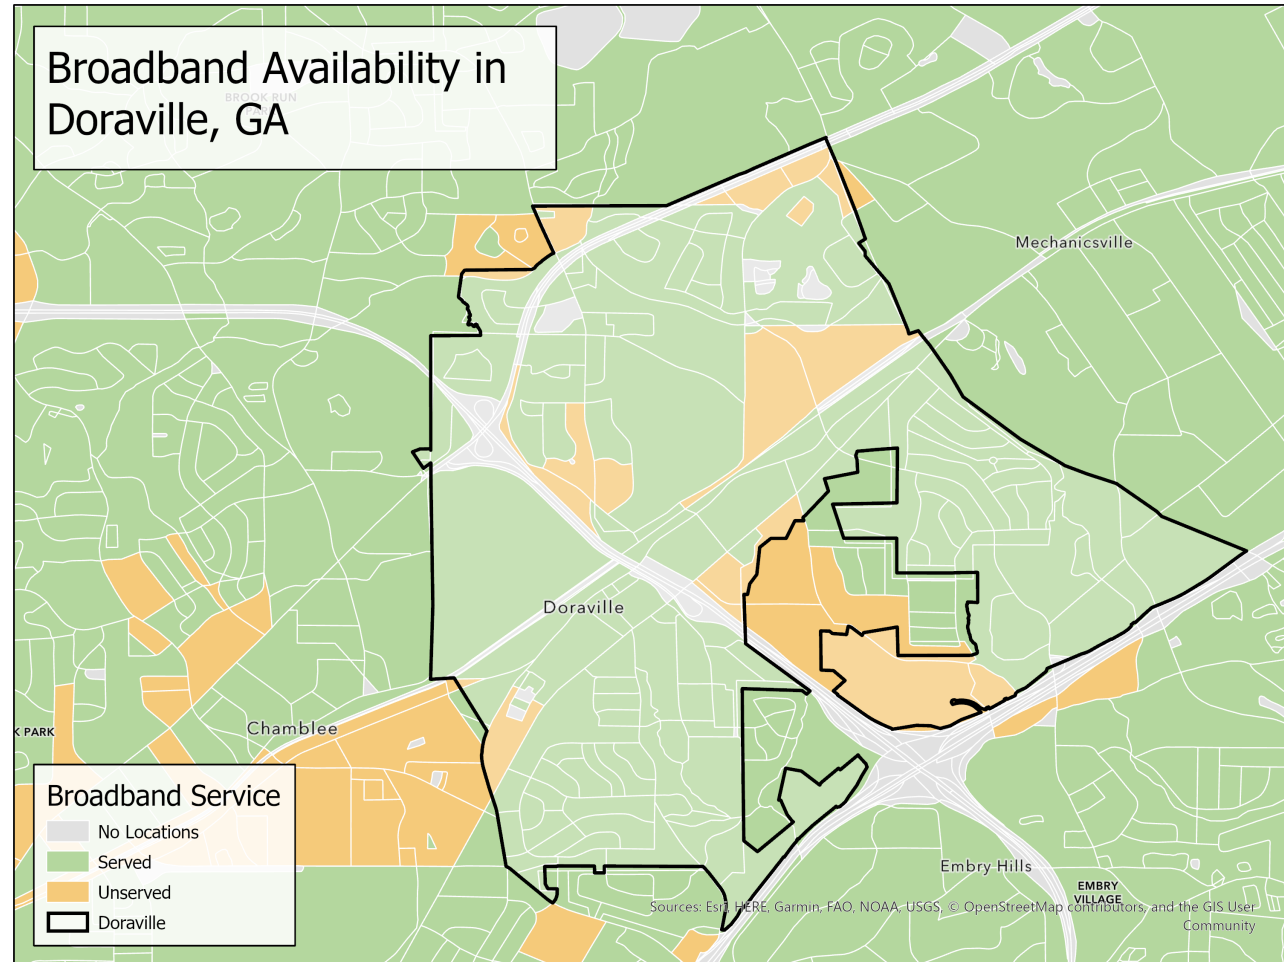 Broadband Availability in
Doraville, GA
BROOK RUN
Mechanicsville
Doraville
Chamblee
K PARK
Broadband Service
No Locations
Served
Unserved
Doraville
Embry Hills
EMBRY
VILLAGE
Sources: Esri, HERE, Garmin, FAO, NOAA, USGS, © OpenStreetMap contributors, and the GIS User
Community